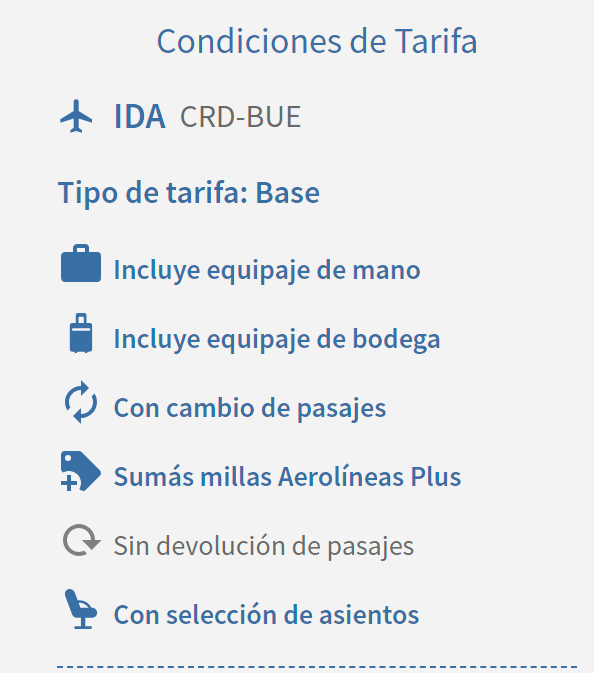 Condiciones de Tarifa
IDA CRD-BUE
Tipo de tarifa: Base
Incluye equipaje de mano
Incluye equipaje de bodega
Con cambio de pasajes
Sumás millas Aerolíneas Plus
Sin devolución de pasajes
Con selección de asientos